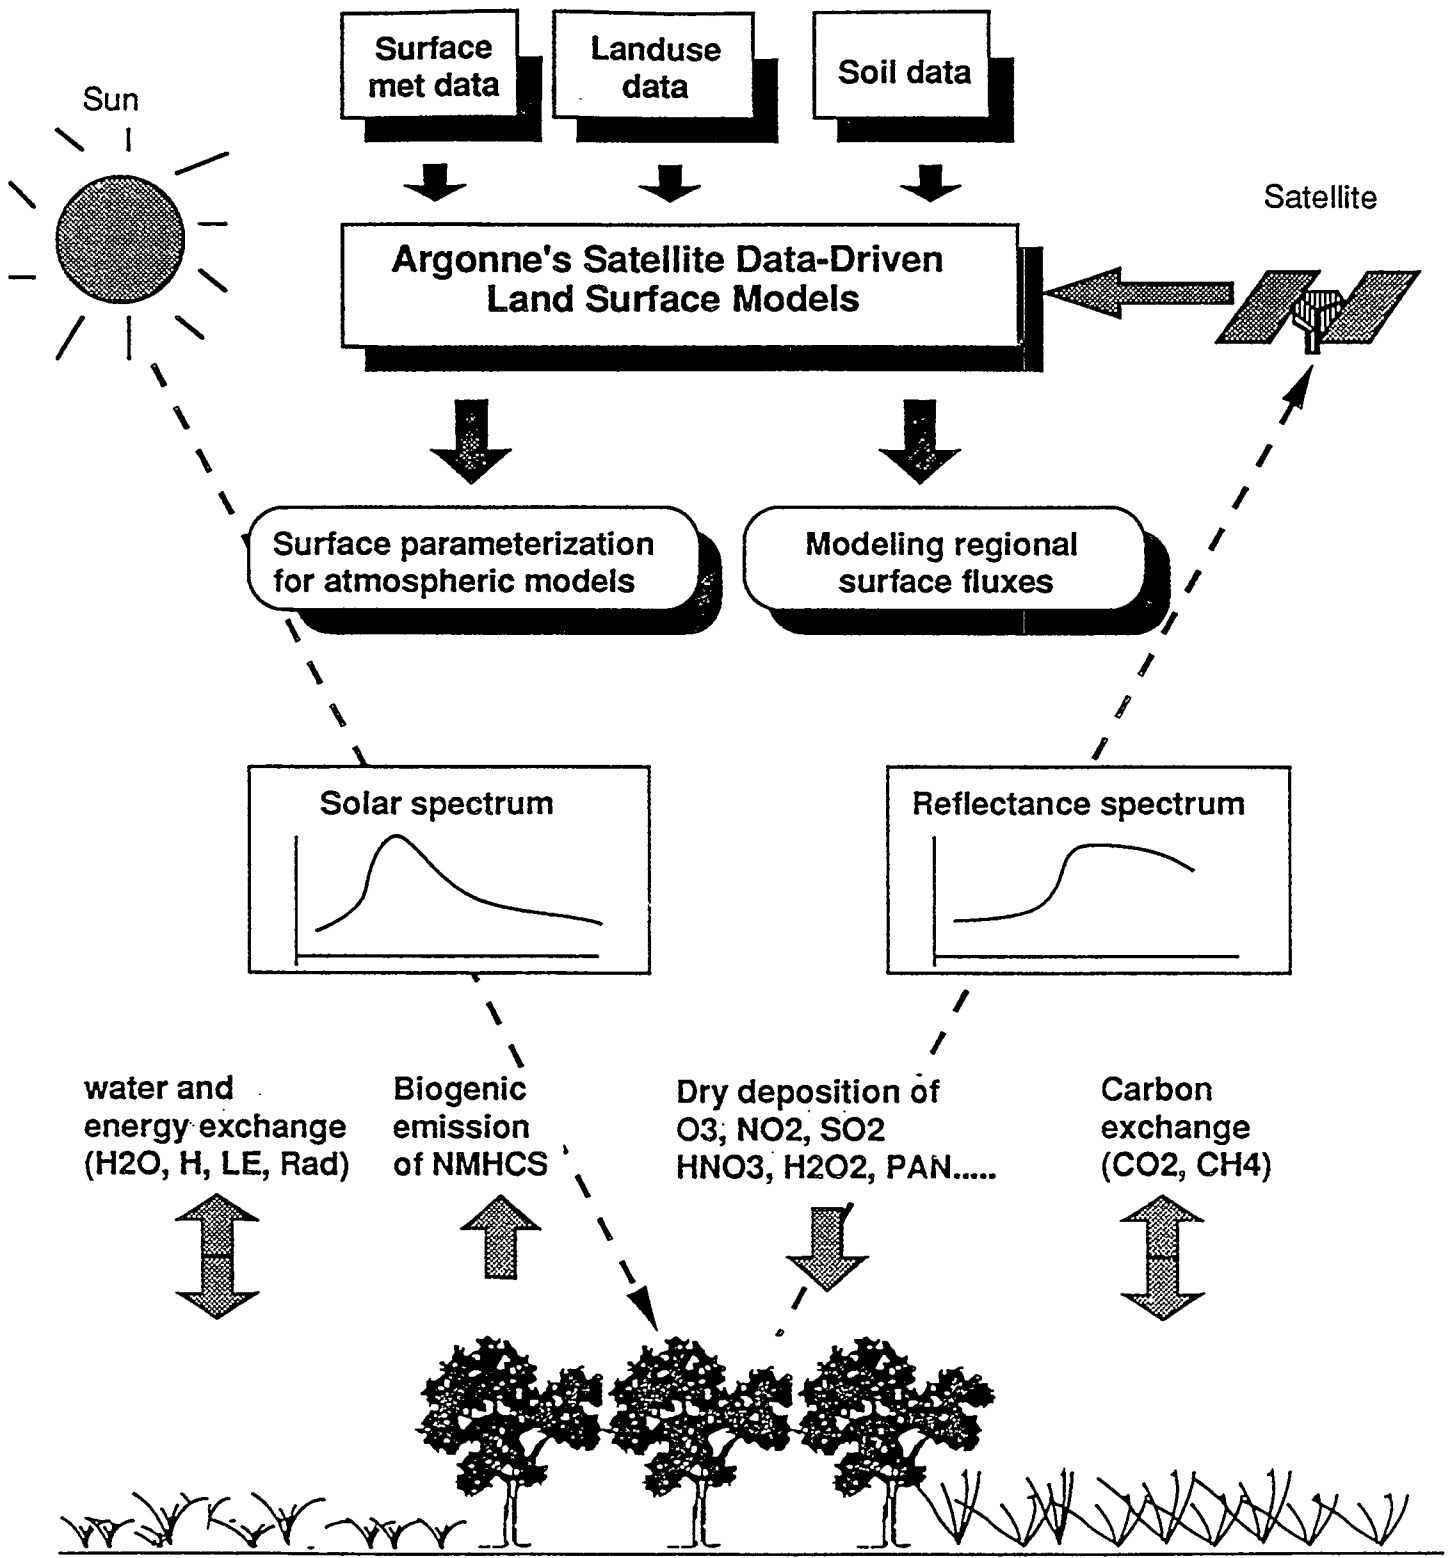 Surface
met data
Landuse
data
Soil data
Sun
Satellite
Argonne's Satellite Data-Driven
Land Surface Models
Surface parameterization
for atmospheric models
Modeling regional
surface fluxes
Solar spectrum
Reflectance spectrum
water and
energy exchange
(H2O, H, LE, Rad)
Biogenic
emission
of NMHCS
Dry deposition of
O3, NO2, SO2
HNO3, H2O2, PAN.....
Carbon
exchange
(CO2, CH4)